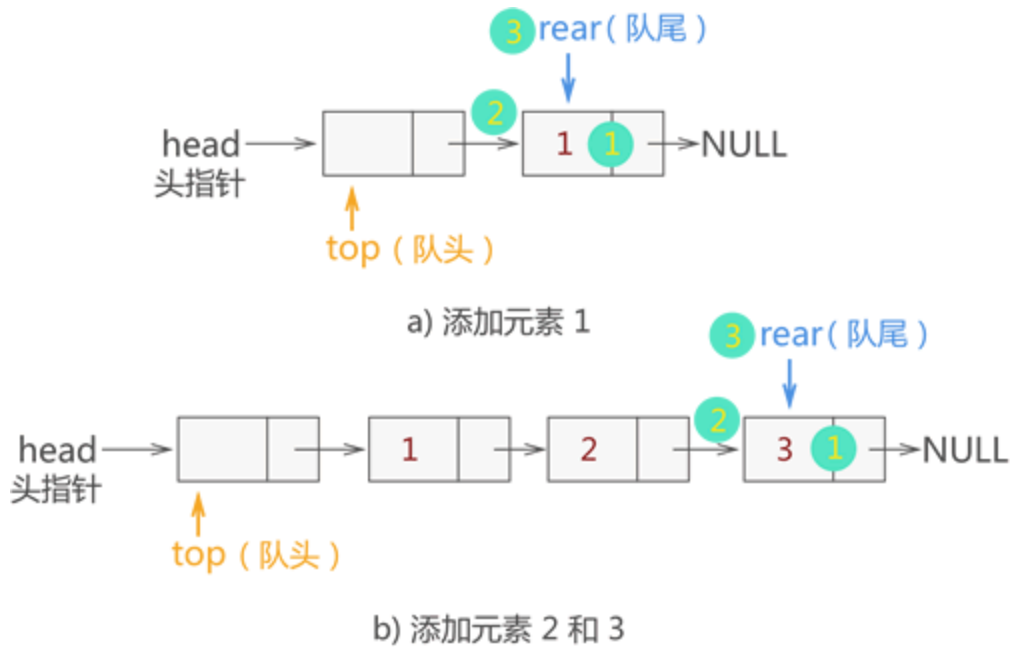 3 rear(队尾)
2
head
1 1
NULL
头指针
top(队头)
a) 添加元素 1
3 rear(队尾)
2
head
1
2
3 1
NULL
头指针
top(队头)
b) 添加元素 2 和 3